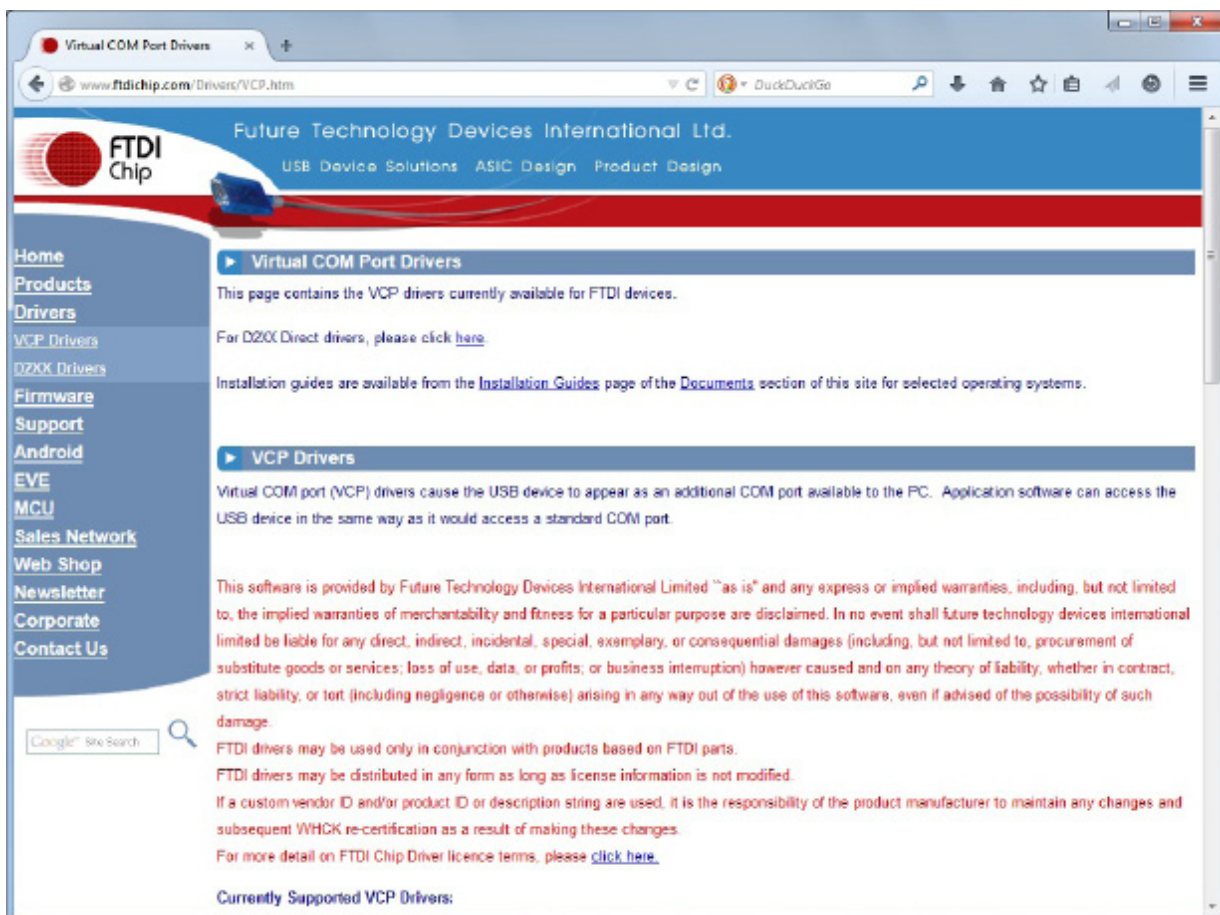 Virtual COM Port Drivers
www.ftdichip.com/Drivers/VCP.htm
DuckDuckGo
FTDI
Chip
Future Technology Devices International Ltd.
USB Device Solutions ASIC Design Product Design
Home
Products
Drivers
VCP Drivers
D2XX Drivers
Firmware
Support
Android
EVE
MCU
Sales Network
Web Shop
Newsletter
Corporate
Contact Us
Google™ Site Search
Virtual COM Port Drivers
This page contains the VCP drivers currently available for FTDI devices.
For D2XX Direct drivers, please click here.
Installation guides are available from the Installation Guides page of the Documents section of this site for selected operating systems.
VCP Drivers
Virtual COM port (VCP) drivers cause the USB device to appear as an additional COM port available to the PC. Application software can access the
USB device in the same way as it would access a standard COM port.
This software is provided by Future Technology Devices International Limited ``as is'' and any express or implied warranties, including, but not limited
to, the implied warranties of merchantability and fitness for a particular purpose are disclaimed. In no event shall future technology devices international
limited be liable for any direct, indirect, incidental, special, exemplary, or consequential damages (including, but not limited to, procurement of
substitute goods or services; loss of use, data, or profits; or business interruption) however caused and on any theory of liability, whether in contract,
strict liability, or tort (including negligence or otherwise) arising in any way out of the use of this software, even if advised of the possibility of such
damage.
FTDI drivers may be used only in conjunction with products based on FTDI parts.
FTDI drivers may be distributed in any form as long as license information is not modified.
If a custom vendor ID and/or product ID or description string are used, it is the responsibility of the product manufacturer to maintain any changes and
subsequent WHCK re-certification as a result of making these changes.
For more detail on FTDI Chip Driver licence terms, please click here.
Currently Supported VCP Drivers: